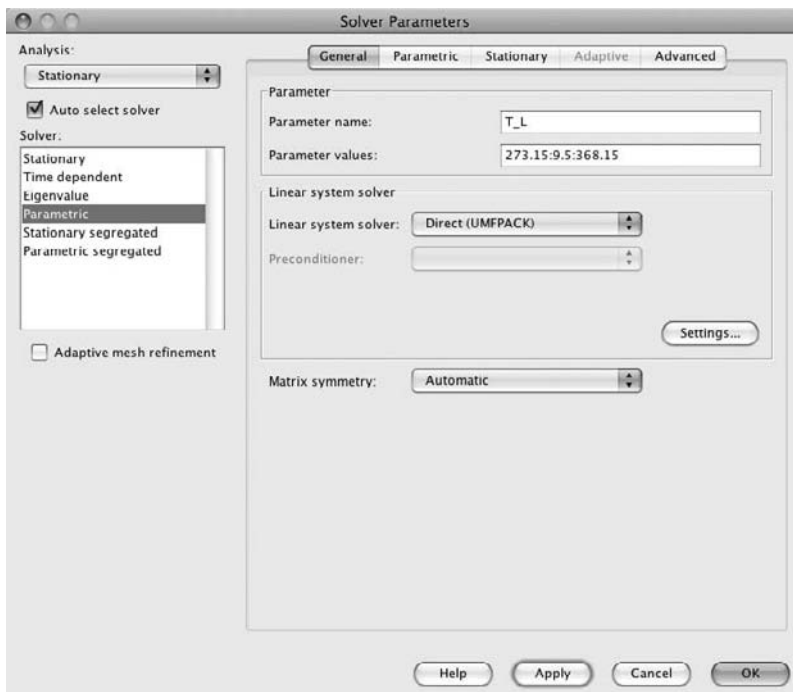 Solver Parameters
Analysis:
Stationary
Auto select solver
Solver:
Stationary
Time dependent
Eigenvalue
Parametric
Stationary segregated
Parametric segregated
Adaptive mesh refinement
General Parametric Stationary Adaptive Advanced
Parameter
Parameter name: T_L
Parameter values: 273.15:9.5:368.15
Linear system solver
Linear system solver: Direct (UMFPACK)
Preconditioner:
Settings...
Matrix symmetry: Automatic
Help Apply Cancel OK